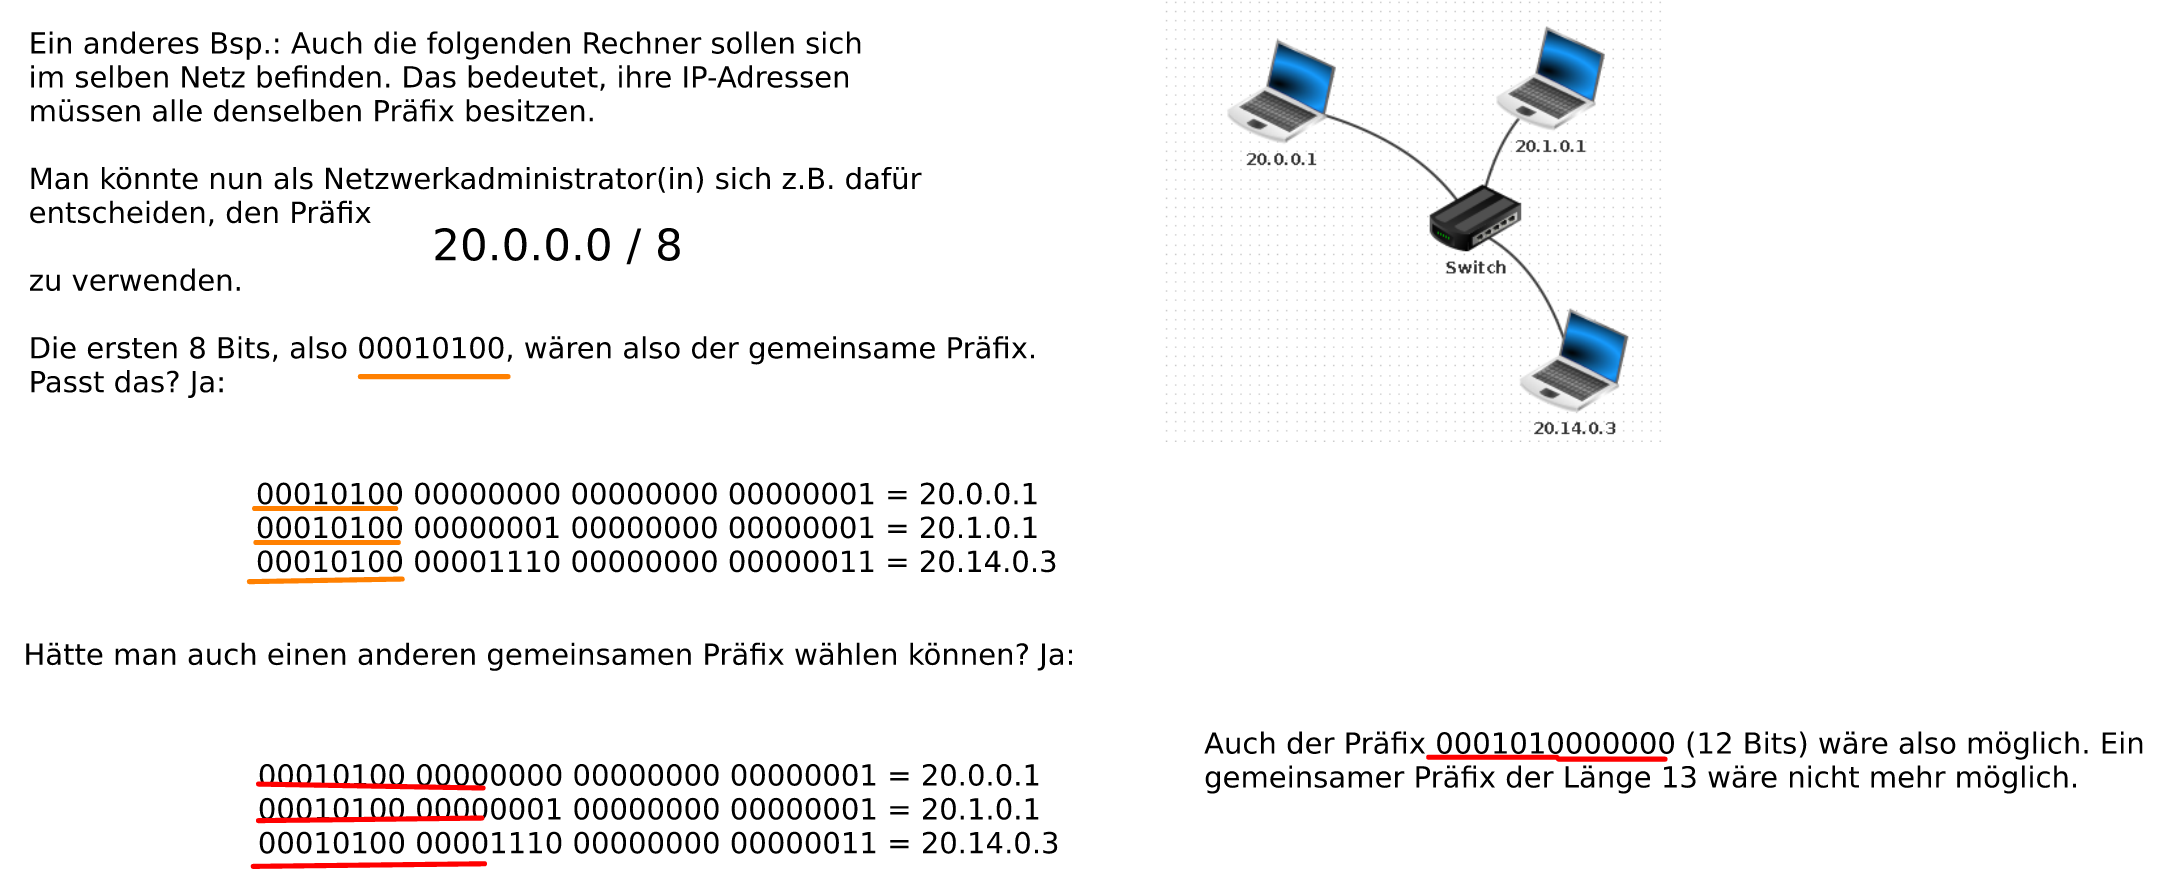 Ein anderes Bsp.: Auch die folgenden Rechner sollen sich
im selben Netz befinden. Das bedeutet, ihre IP-Adressen
müssen alle denselben Präfix besitzen.
Man könnte nun als Netzwerkadministrator(in) sich z.B. dafür
entscheiden, den Präfix
20.0.0.0 / 8
zu verwenden.
Die ersten 8 Bits, also 00010100, wären also der gemeinsame Präfix.
Passt das? Ja:
20.0.0.1
20.1.0.1
Switch
20.14.0.3
00010100 00000000 00000000 00000001 = 20.0.0.1
00010100 00000001 00000000 00000001 = 20.1.0.1
00010100 00001110 00000000 00000011 = 20.14.0.3
Hätte man auch einen anderen gemeinsamen Präfix wählen können? Ja:
00010100 00000000 00000000 00000001 = 20.0.0.1
00010100 00000001 00000000 00000001 = 20.1.0.1
00010100 00001110 00000000 00000011 = 20.14.0.3
Auch der Präfix 0001010000000 (12 Bits) wäre also möglich. Ein
gemeinsamer Präfix der Länge 13 wäre nicht mehr möglich.